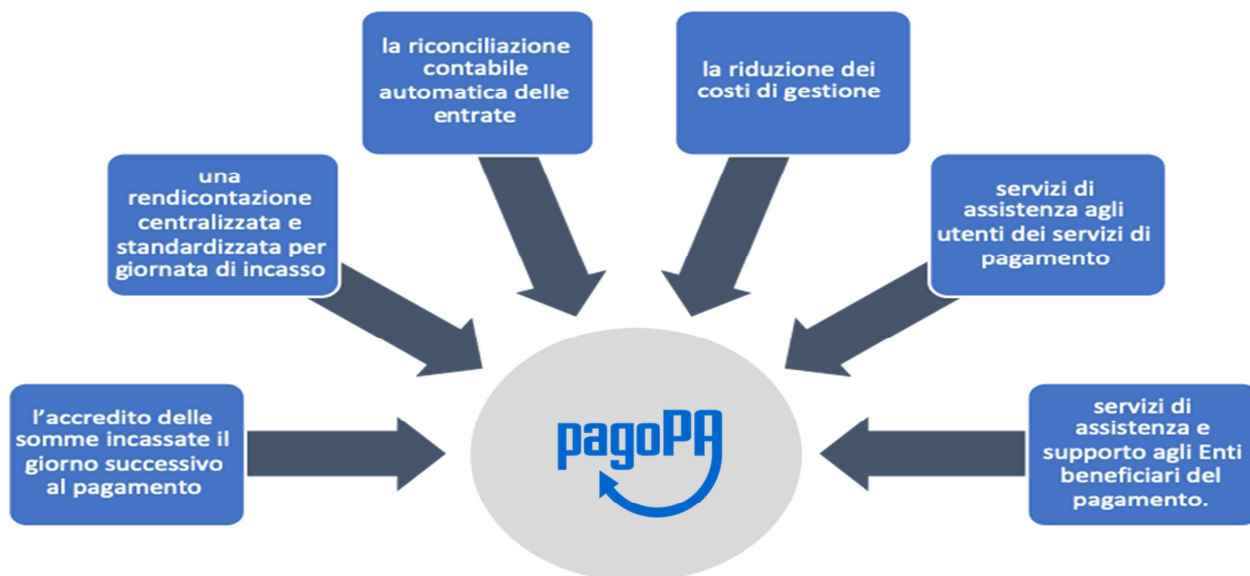 la riconciliazione
contabile
automatica delle
entrate
la riduzione dei
costi di gestione
una
rendicontazione
centralizzata e
standardizzata per
giornata di incasso
servizi di
assistenza agli
utenti dei servizi di
pagamento
l'accredito delle
somme incassate il
giorno successivo
al pagamento
pagoPA
servizi di
assistenza e
supporto agli Enti
beneficiari del
pagamento.